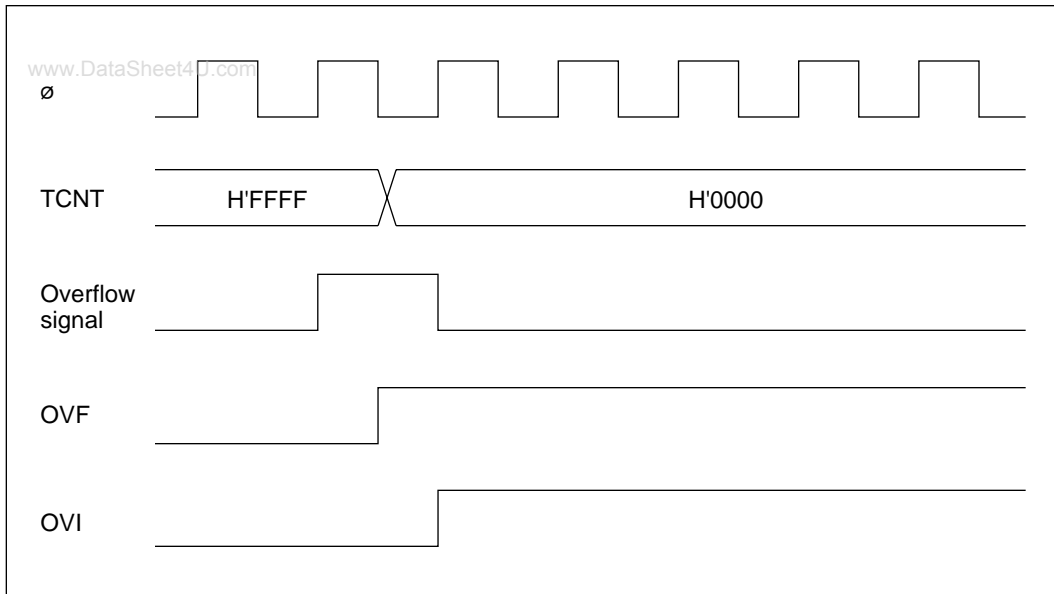 www.DataSheet4U.com
ø
TCNT
H'FFFF
H'0000
Overflow
signal
OVF
OVI